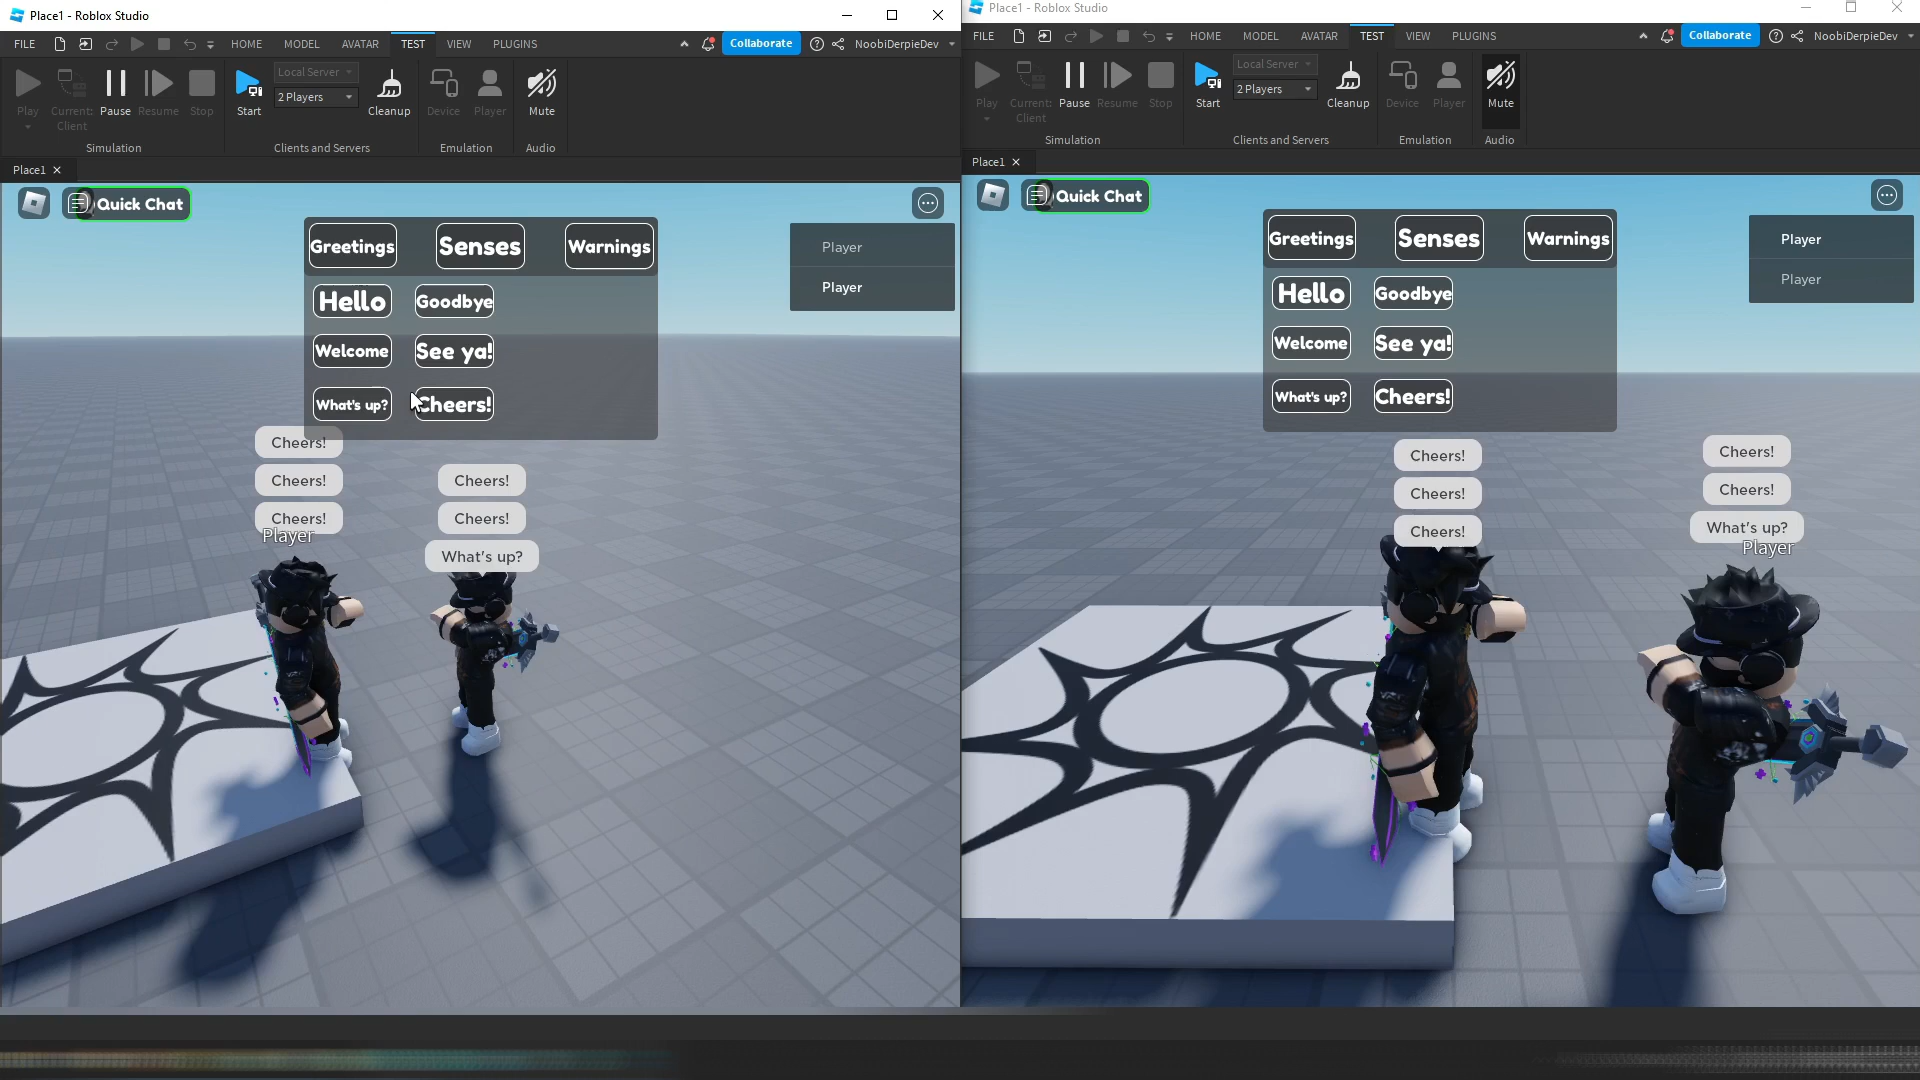 Place1 - Roblox Studio
FILE HOME MODEL AVATAR TEST VIEW PLUGINS Collaborate NoobiDerpieDev
Local Server
2 Players
Play Current: Client Pause Resume Stop Start Cleanup Device Player Mute
Simulation Clients and Servers Emulation Audio
Place1
Quick Chat
Greetings Senses Warnings
Player
Player
Hello Goodbye
Welcome See ya!
What's up? Cheers!
Cheers!
Cheers! Cheers!
Cheers! Cheers!
Player
What's up?
Place1 - Roblox Studio
FILE HOME MODEL AVATAR TEST VIEW PLUGINS Collaborate NoobiDerpieDev
Local Server
2 Players
Play Current: Client Pause Resume Stop Start Cleanup Device Player Mute
Simulation Clients and Servers Emulation Audio
Place1
Quick Chat
Greetings Senses Warnings
Player
Player
Hello Goodbye
Welcome See ya!
What's up? Cheers!
Cheers! Cheers!
Cheers! Cheers!
Cheers! What's up?
Player